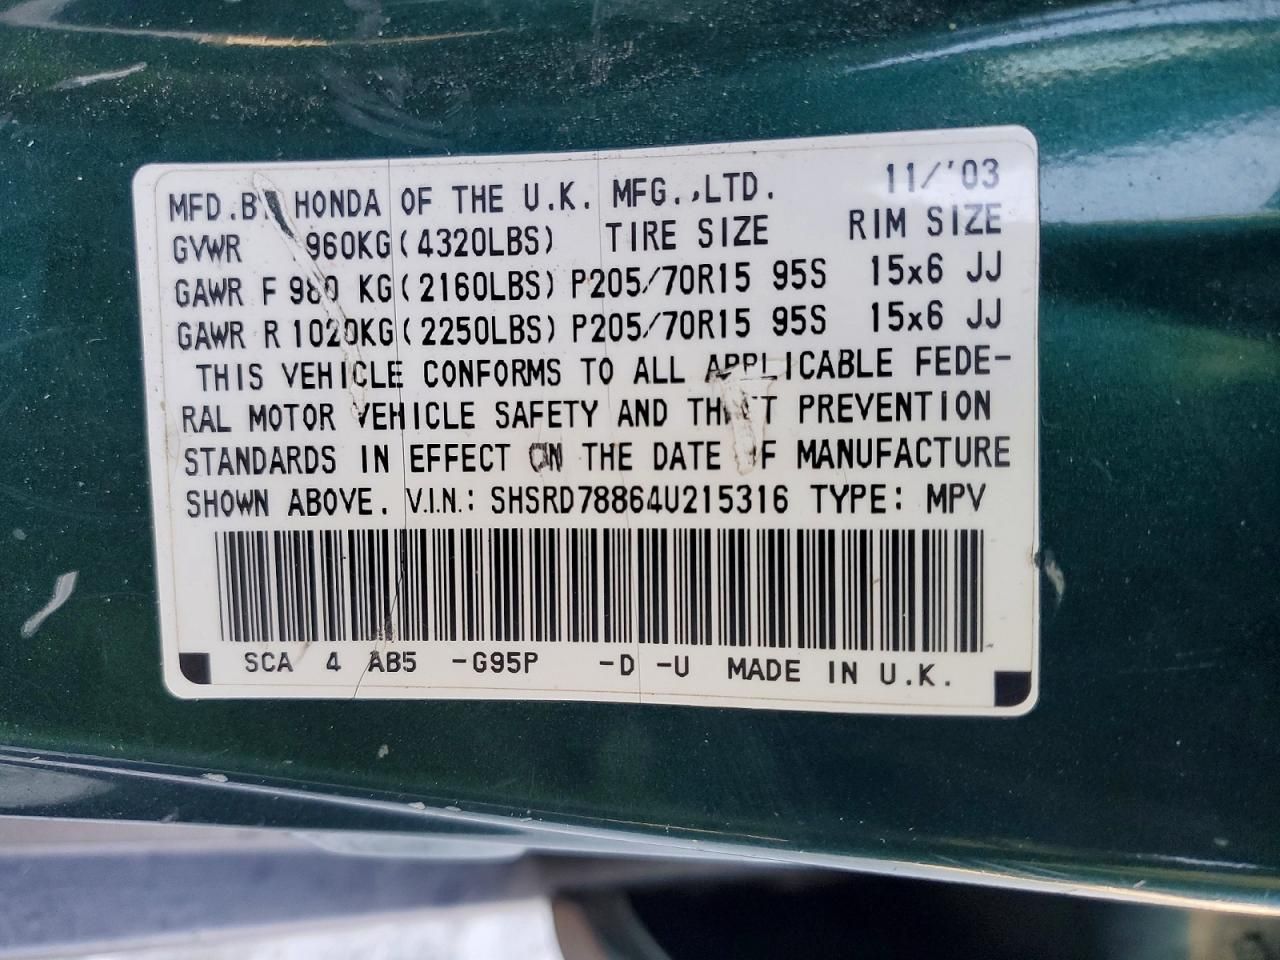 MFD.BY HONDA OF THE U.K. MFG.,LTD. 11/'03
GVWR 960KG(4320LBS) TIRE SIZE RIM SIZE
GAWR F 980 KG(2160LBS) P205/70R15 95S 15x6 JJ
GAWR R 1020KG(2250LBS) P205/70R15 95S 15x6 JJ
THIS VEHICLE CONFORMS TO ALL APPLICABLE FEDE-
RAL MOTOR VEHICLE SAFETY AND THEFT PREVENTION
STANDARDS IN EFFECT ON THE DATE OF MANUFACTURE
SHOWN ABOVE. V.I.N.: SHSRD78864U215316 TYPE: MPV
SCA 4 AB5 -G95P -D -U MADE IN U.K.